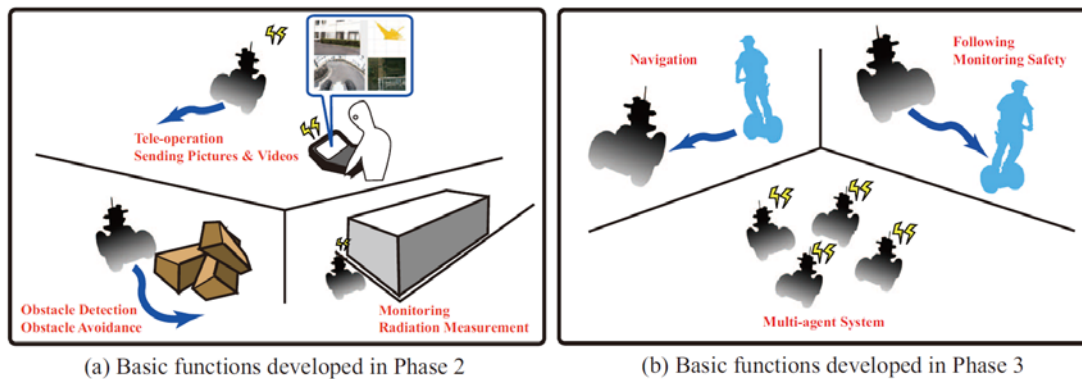 Tele-operation
Sending Pictures & Videos
Obstacle Detection
Obstacle Avoidance
Monitoring
Radiation Measurement
(a) Basic functions developed in Phase 2
Navigation
Following
Monitoring Safety
Multi-agent System
(b) Basic functions developed in Phase 3